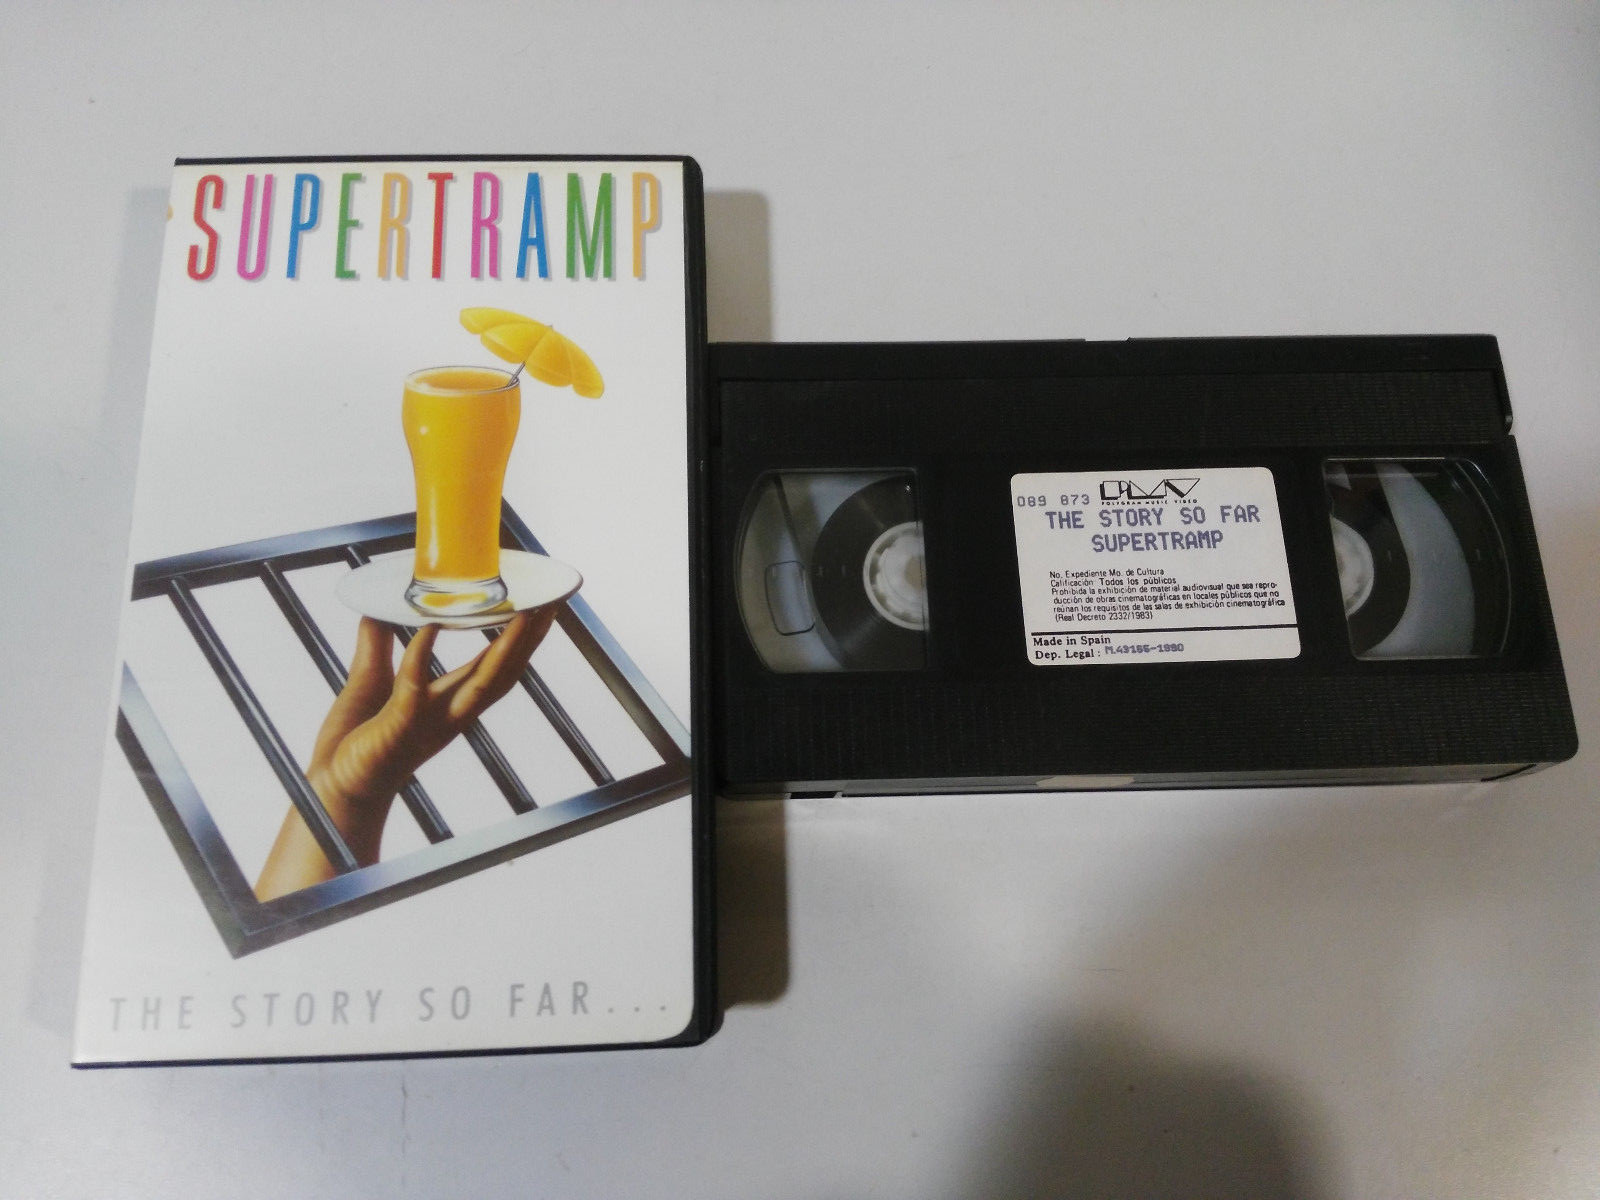 SUPERTRAMP
THE STORY SO FAR...
089 873 PMV
POLYGRAM MUSIC VIDEO
THE STORY SO FAR
SUPERTRAMP
No. Expediente Mo. de Cultura
Calificación: Todos los públicos
Prohibida la exhibición de material audiovisual que sea repro-
ducción de obras cinematográficas en locales públicos que no
reúnan los requisitos de las salas de exhibición cinematográfica
(Real Decreto 2332/1983)
Made in Spain
Dep. Legal: M.43166-1990